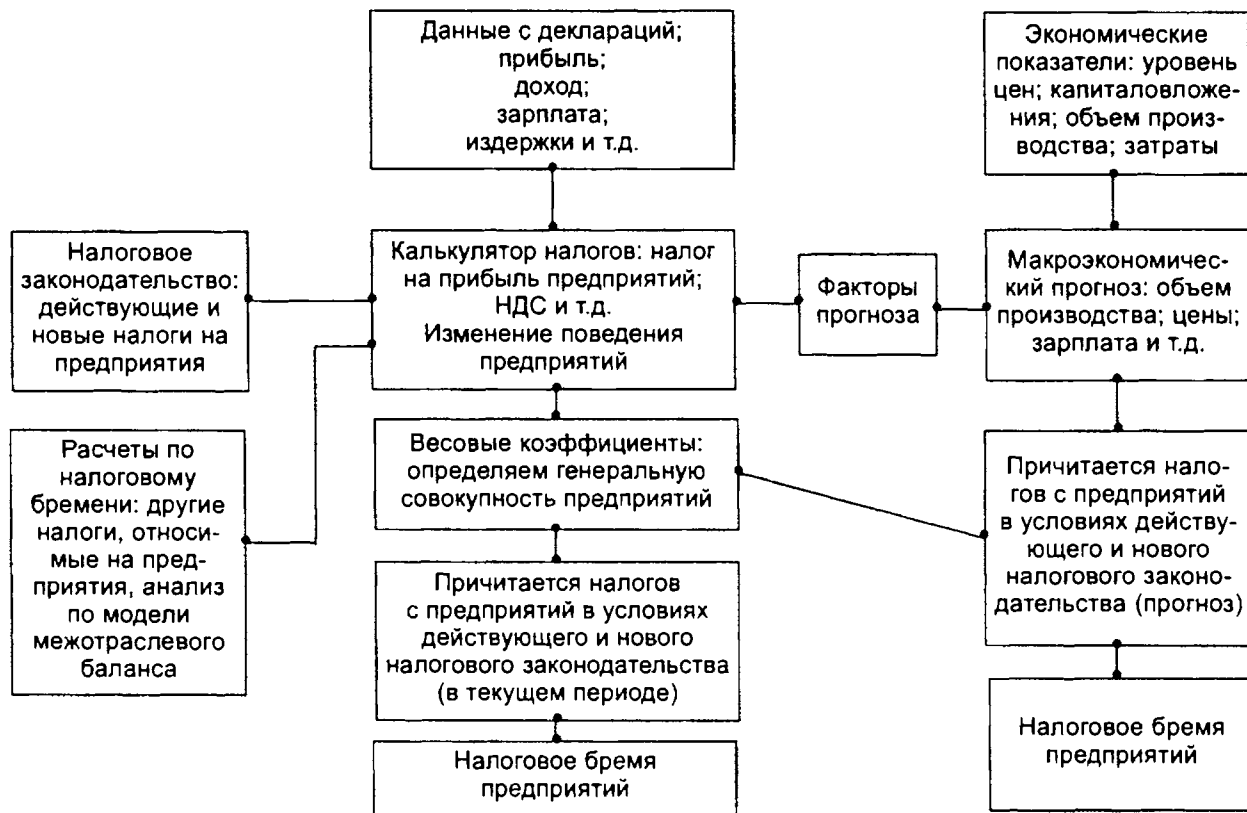 Данные с деклараций;
прибыль;
доход;
зарплата;
издержки и т.д.
Экономические
показатели: уровень
цен; капиталовложе-
ния; объем произ-
водства; затраты
Налоговое
законодательство:
действующие и
новые налоги на
предприятия
Калькулятор налогов: налог
на прибыль предприятий;
НДС и т.д.
Изменение поведения
предприятий
Факторы
прогноза
Макроэкономичес-
кий прогноз: объем
производства; цены;
зарплата и т.д.
Расчеты по
налоговому
бремени: другие
налоги, относи-
мые на пред-
приятия, анализ
по модели
межотраслевого
баланса
Весовые коэффициенты:
определяем генеральную
совокупность предприятий
Причитается нало-
гов с предприятий
в условиях действу-
ющего и нового
налогового законо-
дательства (прогноз)
Причитается налогов
с предприятий в условиях
действующего и нового
налогового законодательства
(в текущем периоде)
Налоговое бремя
предприятий
Налоговое бремя
предприятий